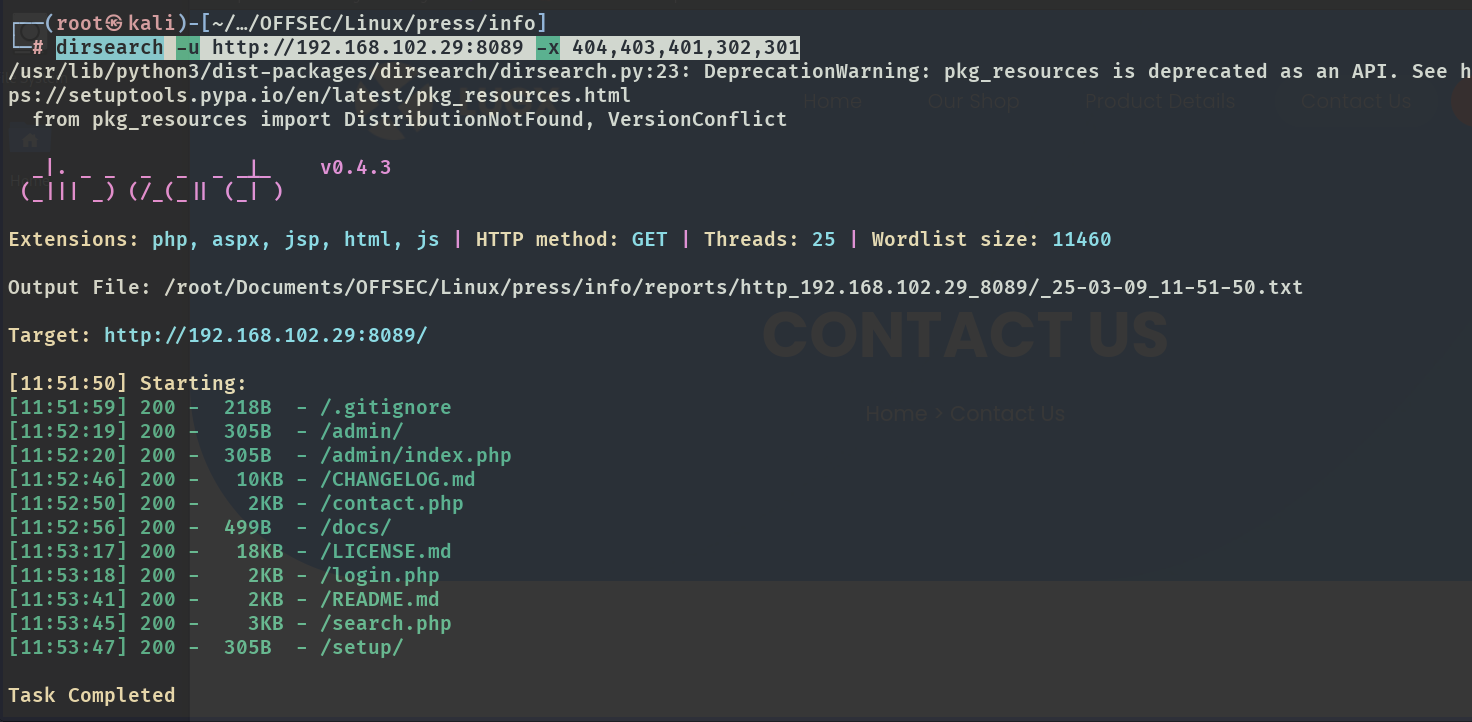 ┌──(root㉿kali)-[~/…/OFFSEC/Linux/press/info]
└─# dirsearch -u http://192.168.102.29:8089 -x 404,403,401,302,301
/usr/lib/python3/dist-packages/dirsearch/dirsearch.py:23: DeprecationWarning: pkg_resources is deprecated as an API. See h
ps://setuptools.pypa.io/en/latest/pkg_resources.html
Home Our Shop Product Details Contact Us
from pkg_resources import DistributionNotFound, VersionConflict
v0.4.3
Extensions: php, aspx, jsp, html, js | HTTP method: GET | Threads: 25 | Wordlist size: 11460
Output File: /root/Documents/OFFSEC/Linux/press/info/reports/http_192.168.102.29_8089/_25-03-09_11-51-50.txt
Target: http://192.168.102.29:8089/
CONTACT US
[11:51:50] Starting:
[11:51:59] 200 - 218B - /.gitignore
Home > Contact Us
[11:52:19] 200 - 305B - /admin/
[11:52:20] 200 - 305B - /admin/index.php
[11:52:46] 200 - 10KB - /CHANGELOG.md
[11:52:50] 200 - 2KB - /contact.php
[11:52:56] 200 - 499B - /docs/
[11:53:17] 200 - 18KB - /LICENSE.md
[11:53:18] 200 - 2KB - /login.php
[11:53:41] 200 - 2KB - /README.md
[11:53:45] 200 - 3KB - /search.php
[11:53:47] 200 - 305B - /setup/
Task Completed